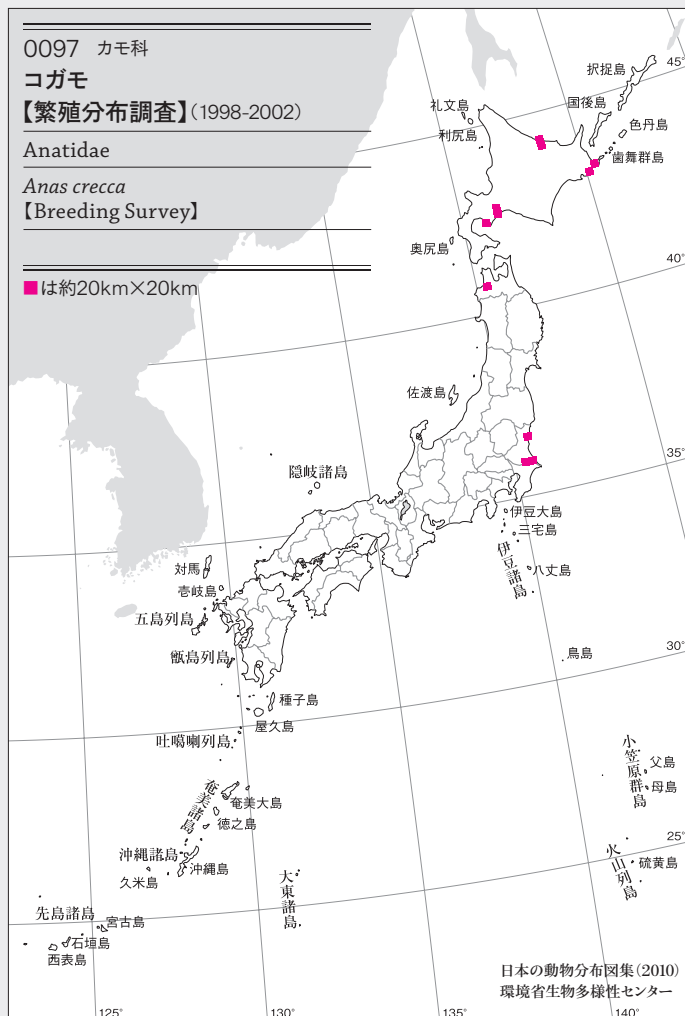 0097 カモ科
コガモ
【繁殖分布調査】(1998-2002)
Anatidae
Anas crecca
【Breeding Survey】
■は約20km×20km
択捉島
国後島
色丹島
歯舞群島
礼文島
利尻島
奥尻島
佐渡島
隠岐諸島
対馬
壱岐島
五島列島
甑島列島
種子島
屋久島
吐噶喇列島
奄美諸島
奄美大島
徳之島
沖縄諸島
沖縄島
久米島
先島諸島
宮古島
石垣島
西表島
大東諸島
伊豆大島
三宅島
伊豆諸島
八丈島
鳥島
小笠原群島
父島
母島
火山列島
硫黄島
45°
40°
35°
30°
25°
125°
130°
135°
140°
日本の動物分布図集(2010)
環境省生物多様性センター